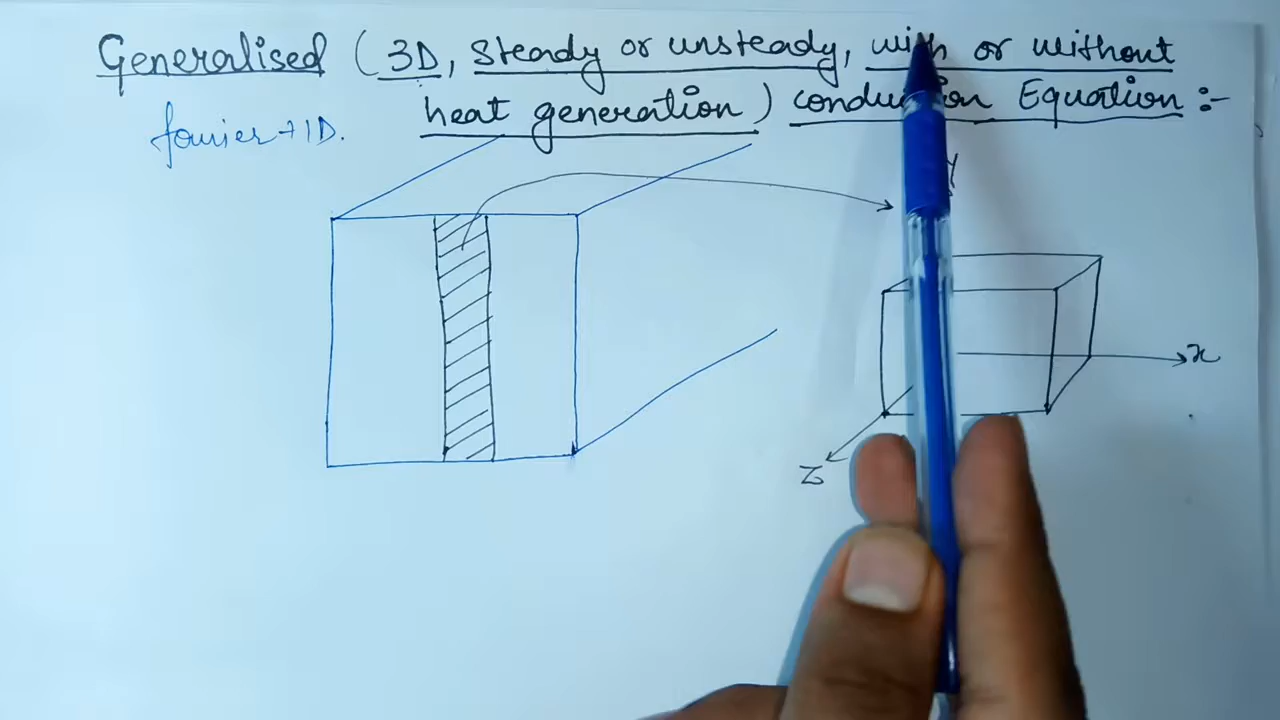 Generalised (3D, steady or unsteady, with or without
heat generation) conduction Equation :-
fourier → 1D.
y
x
z